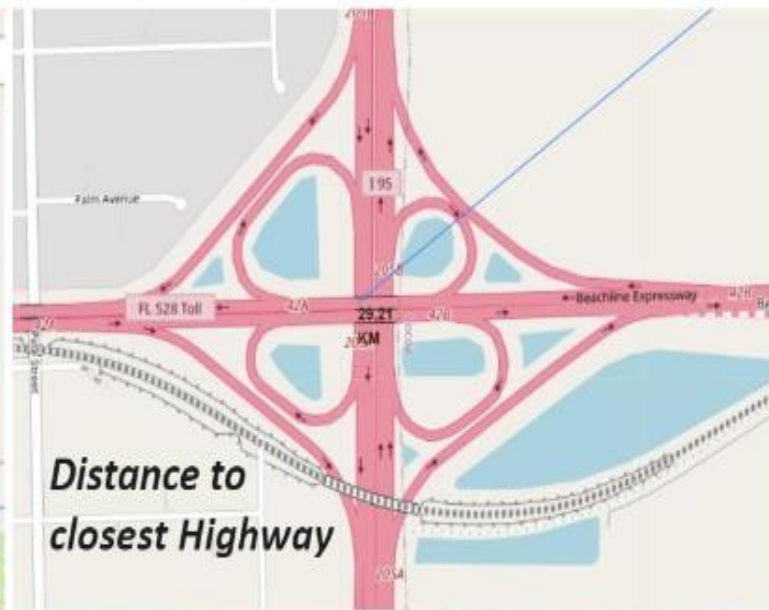 Palm Avenue
I 95
205B
Beachline Expressway
42B
FL 528 Toll
42A
29.21
KM
42B
Distance to
closest Highway
205A